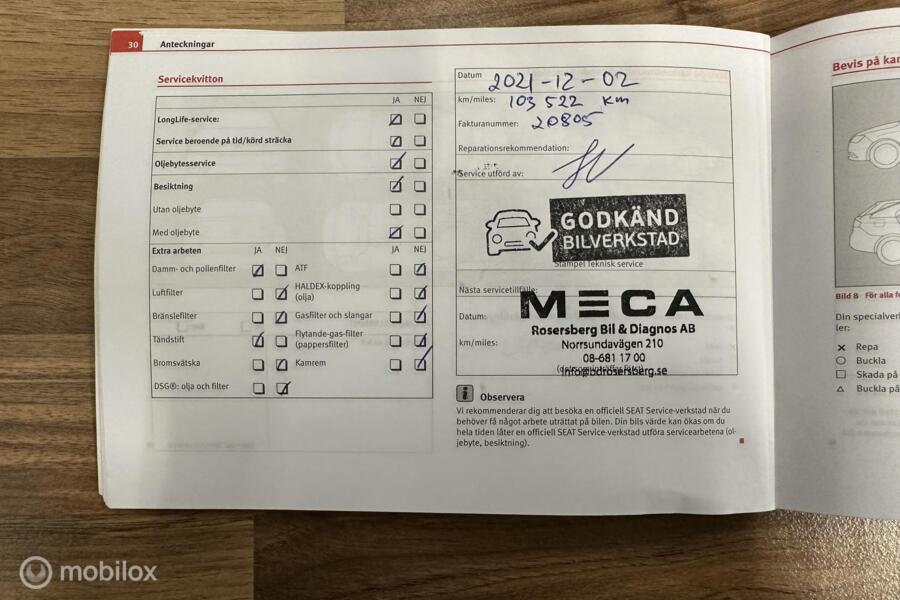 30 Anteckningar
Servicekvitton
JA NEJ
LongLife-service:
Service beroende på tid/körd sträcka
Oljebytesservice
Besiktning
Utan oljebyte
Med oljebyte
Extra arbeten JA NEJ JA NEJ
Damm- och pollenfilter ATF
Luftfilter HALDEX-koppling (olja)
Bränslefilter Gasfilter och slangar
Tändstift Flytande-gas-filter (pappersfilter)
Bromsvätska Kamrem
DSG®: olja och filter
Datum 2021-12-02
km/miles: 103 522 km
Fakturanummer: 20805
Reparationsrekommendation:
Service utförd av:
GODKÄND
BILVERKSTAD
Stämpel Teknisk service
Nästa servicetillfälle:
MECA
Datum:
Rosersberg Bil & Diagnos AB
Norrsundavägen 210
km/miles:
08-681 17 00
info@bdrosersberg.se
Observera
Vi rekommenderar dig att besöka en officiell SEAT Service-verkstad när du
behöver få något arbete uträttat på bilen. Din bils värde kan ökas om du
hela tiden låter en officiell SEAT Service-verkstad utföra servicearbetena (ol-
jebyte, besiktning).
Bevis på
Bild 8 För alla
Din specialverk
er:
Repa
Buckla
Skada på
Buckla på
mobilox